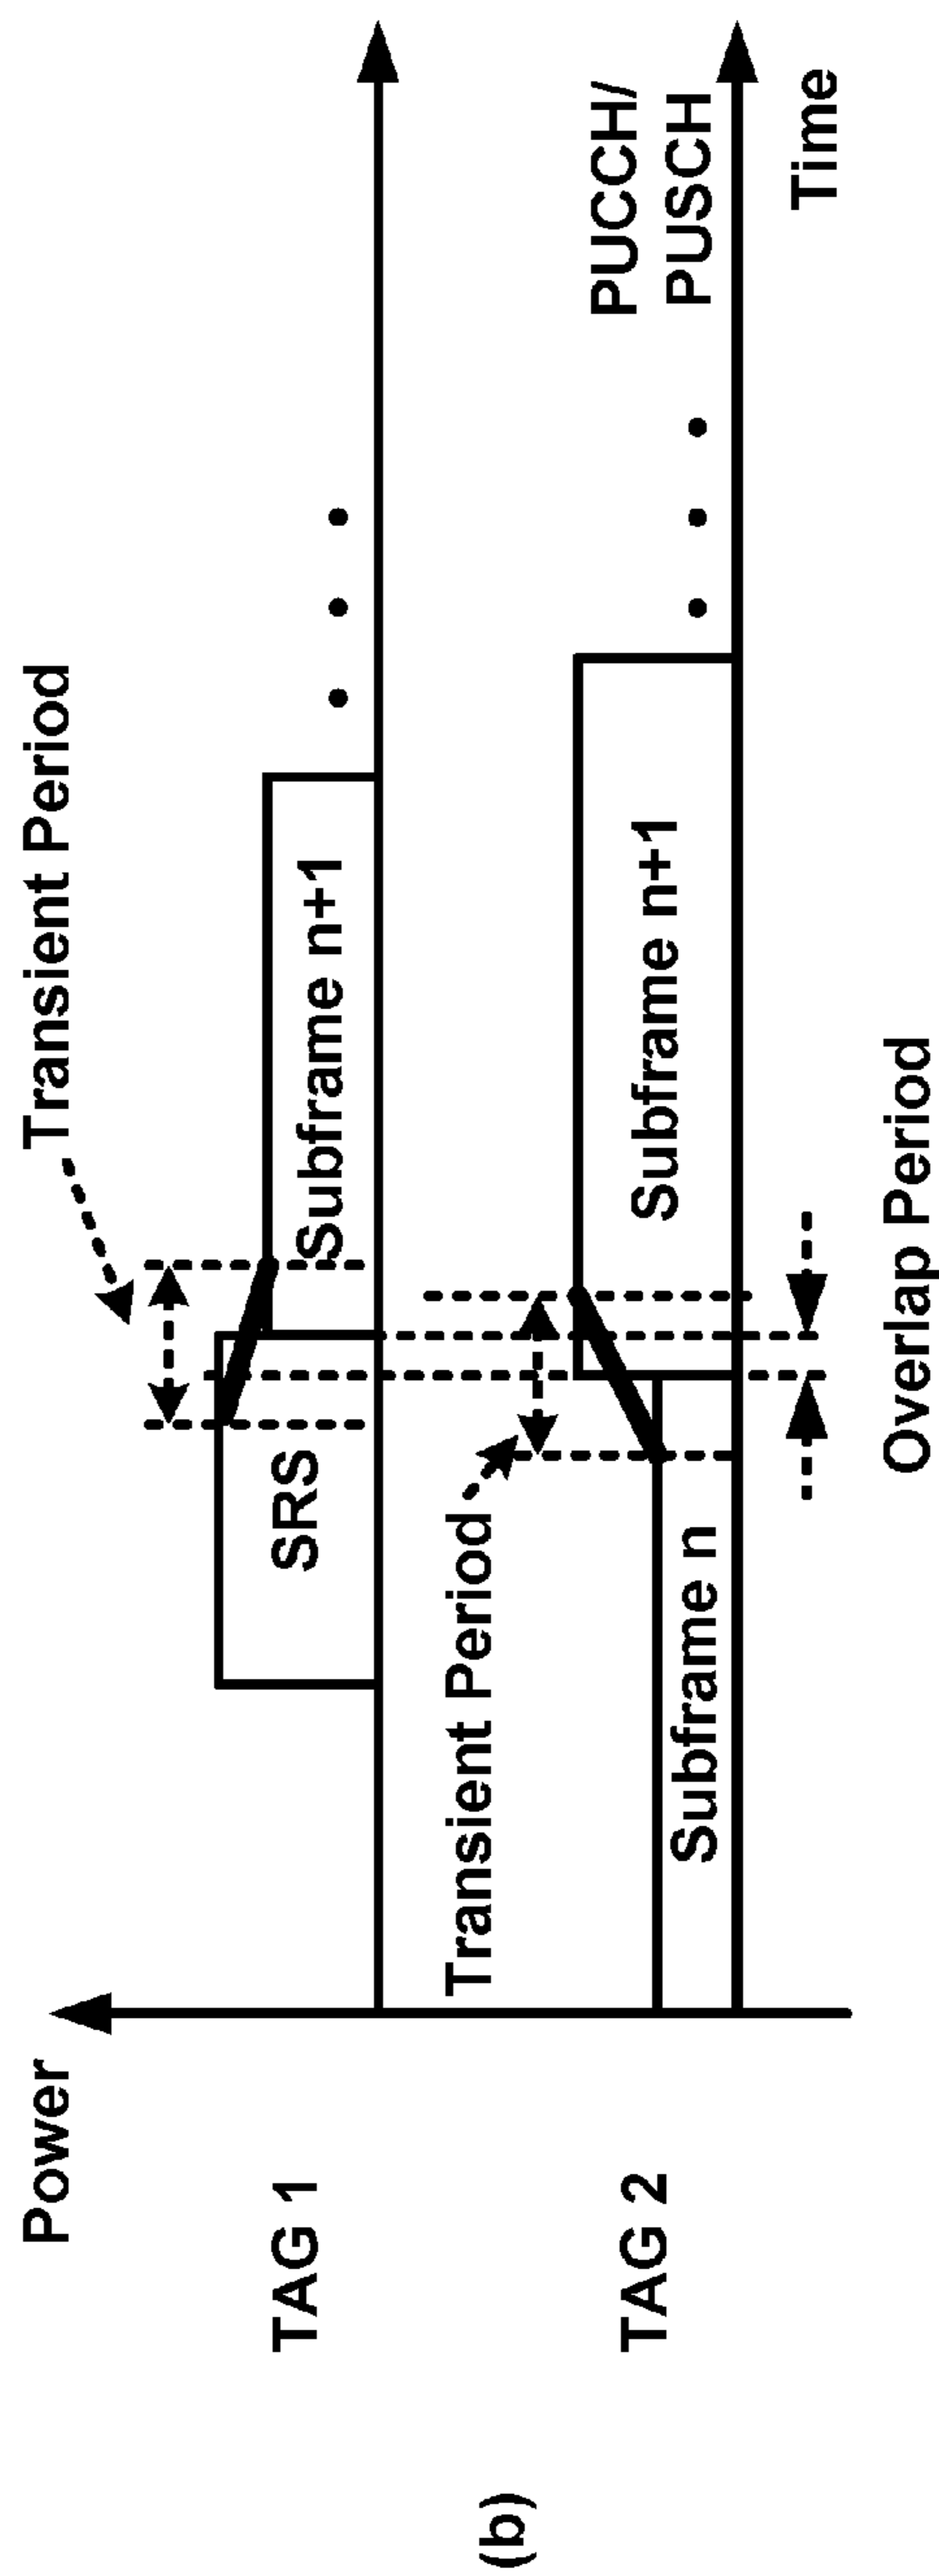 Power
Transient Period
TAG 1
SRS
Subframe n+1
Transient Period
PUCCH/
PUSCH
TAG 2
Subframe n
Subframe n+1
Time
Overlap Period
(b)